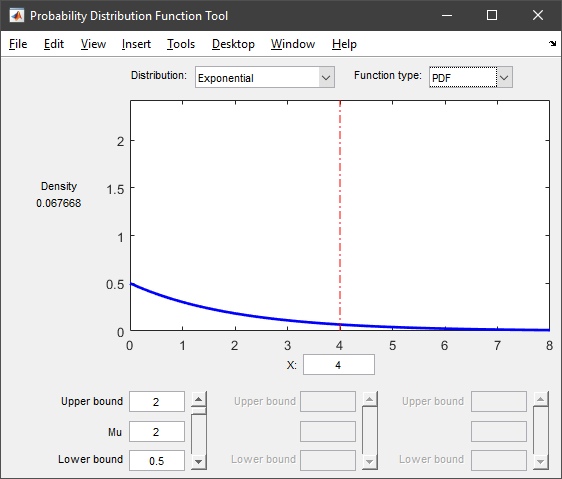 Probability Distribution Function Tool
File Edit View Insert Tools Desktop Window Help
Distribution: Exponential Function type: PDF
2
1.5
1
0.5
0
Density
0.067668
0 1 2 3 4 5 6 7 8
X: 4
Upper bound 2 Upper bound Upper bound
Mu 2
Lower bound 0.5 Lower bound Lower bound